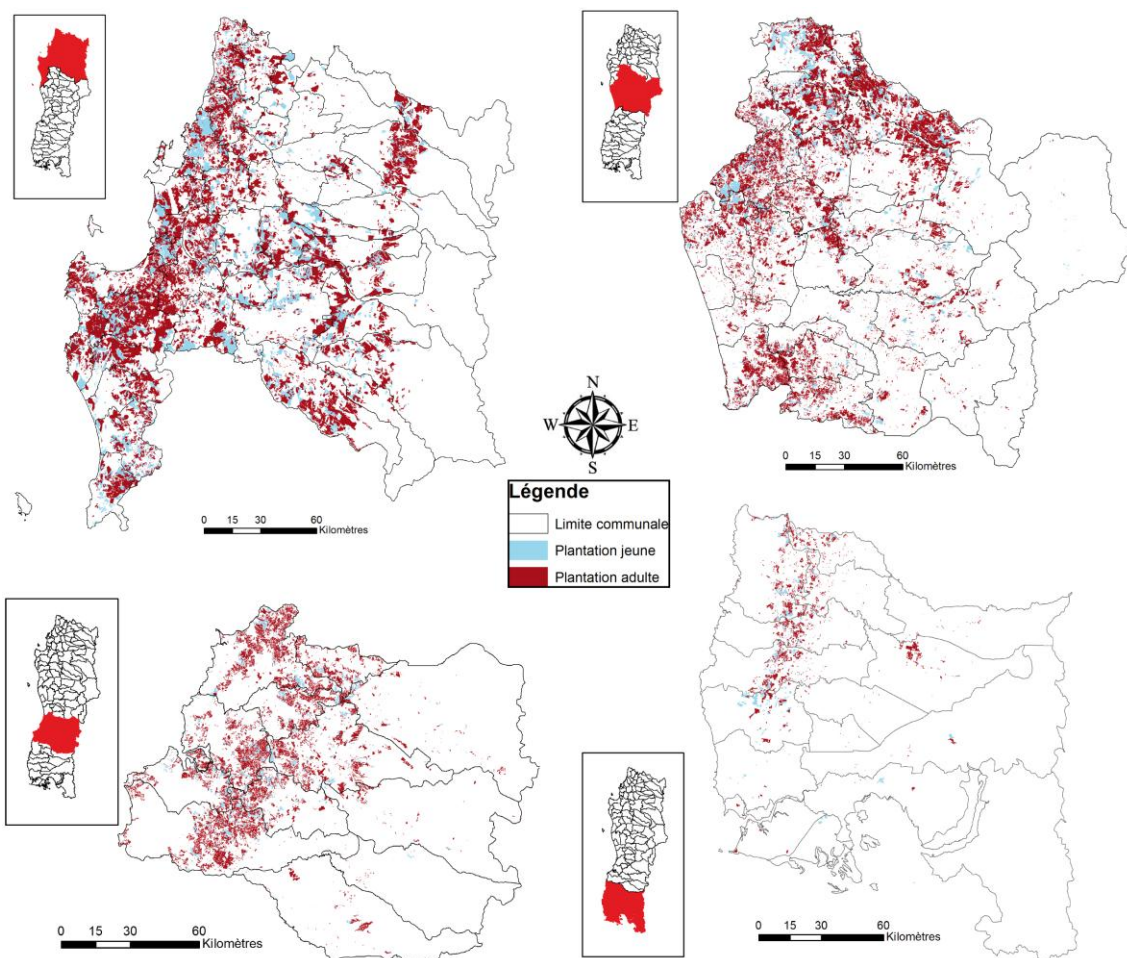 N
W E
S
Légende
Limite communale
Plantation jeune
Plantation adulte
0 15 30 60
Kilomètres
0 15 30 60
Kilomètres
0 15 30 60
Kilomètres
0 15 30 60
Kilomètres